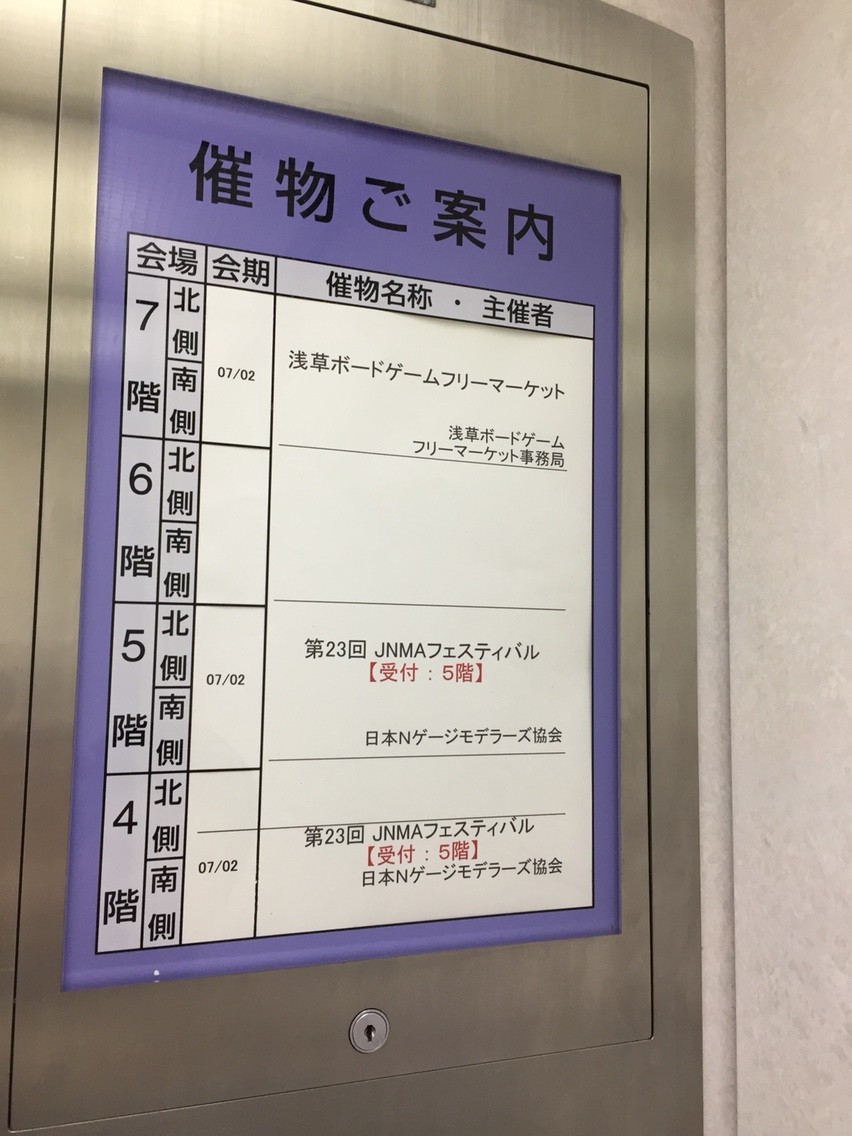 催物ご案内
会場 会期 催物名称 ・ 主催者
7階 北側 南側 07/02 浅草ボードゲームフリーマーケット
浅草ボードゲーム
フリーマーケット事務局
6階 北側 南側
5階 北側 南側 07/02 第23回 JNMAフェスティバル
【受付 : 5階】
日本Nゲージモデラーズ協会
4階 北側 南側 07/02 第23回 JNMAフェスティバル
【受付 : 5階】
日本Nゲージモデラーズ協会